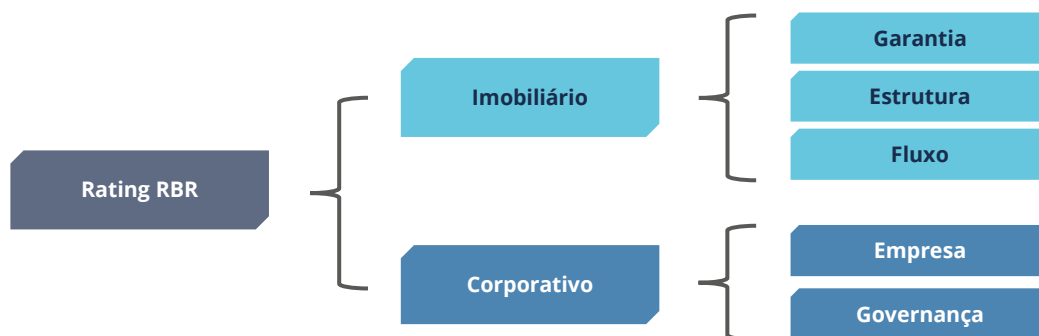 Rating RBR
Imobiliário
Garantia
Estrutura
Fluxo
Corporativo
Empresa
Governança